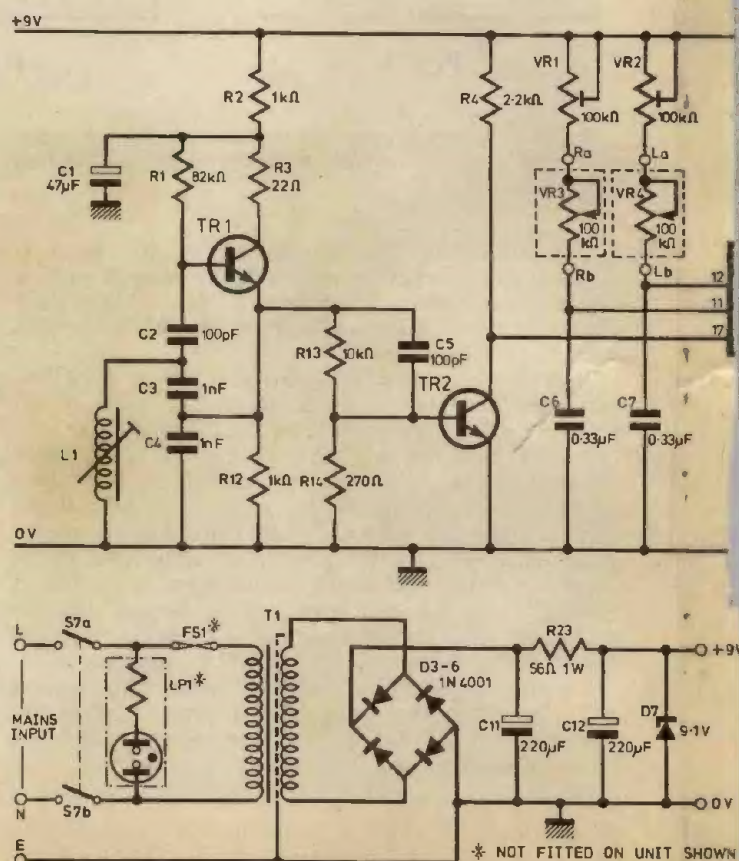 +9V
R2
1kΩ
C1
47µF
R1
82kΩ
R3
22Ω
TR1
C2
100pF
C3
1nF
C4
1nF
L1
R12
1kΩ
R13
10kΩ
R14
270Ω
C5
100pF
TR2
R4
2·2kΩ
VR1
100kΩ
VR2
100kΩ
Ra
La
VR3
100
kΩ
VR4
100
kΩ
Rb
Lb
12
11
17
C6
0·33µF
C7
0·33µF
0V
L
S7a
FS1*
T1
LP1*
MAINS
INPUT
N
S7b
E
D3-6
1N4001
R23
56Ω 1W
+9V
C11
220µF
C12
220µF
D7
9·1V
0V
* NOT FITTED ON UNIT SHOWN